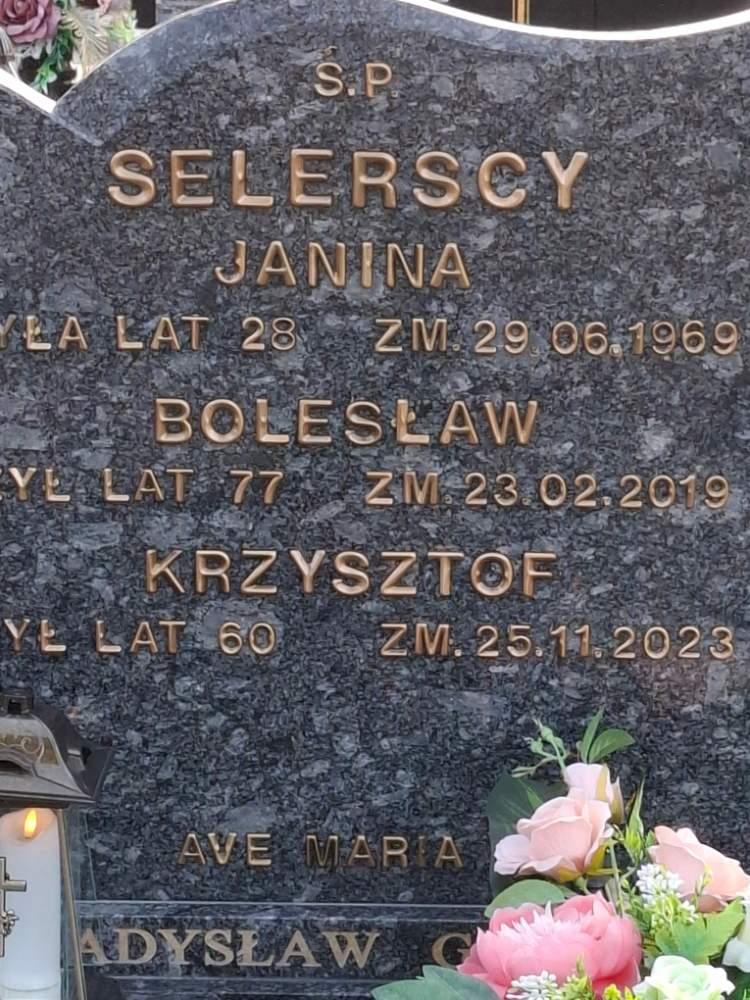 Ś.P.
SELERSCY
JANINA
YŁA LAT 28 ZM. 29.06.1969
BOLESŁAW
ŻYŁ LAT 77 ZM. 23.02.2019
KRZYSZTOF
YŁ LAT 60 ZM. 25.11.2023
AVE MARIA
ADYSŁAW G